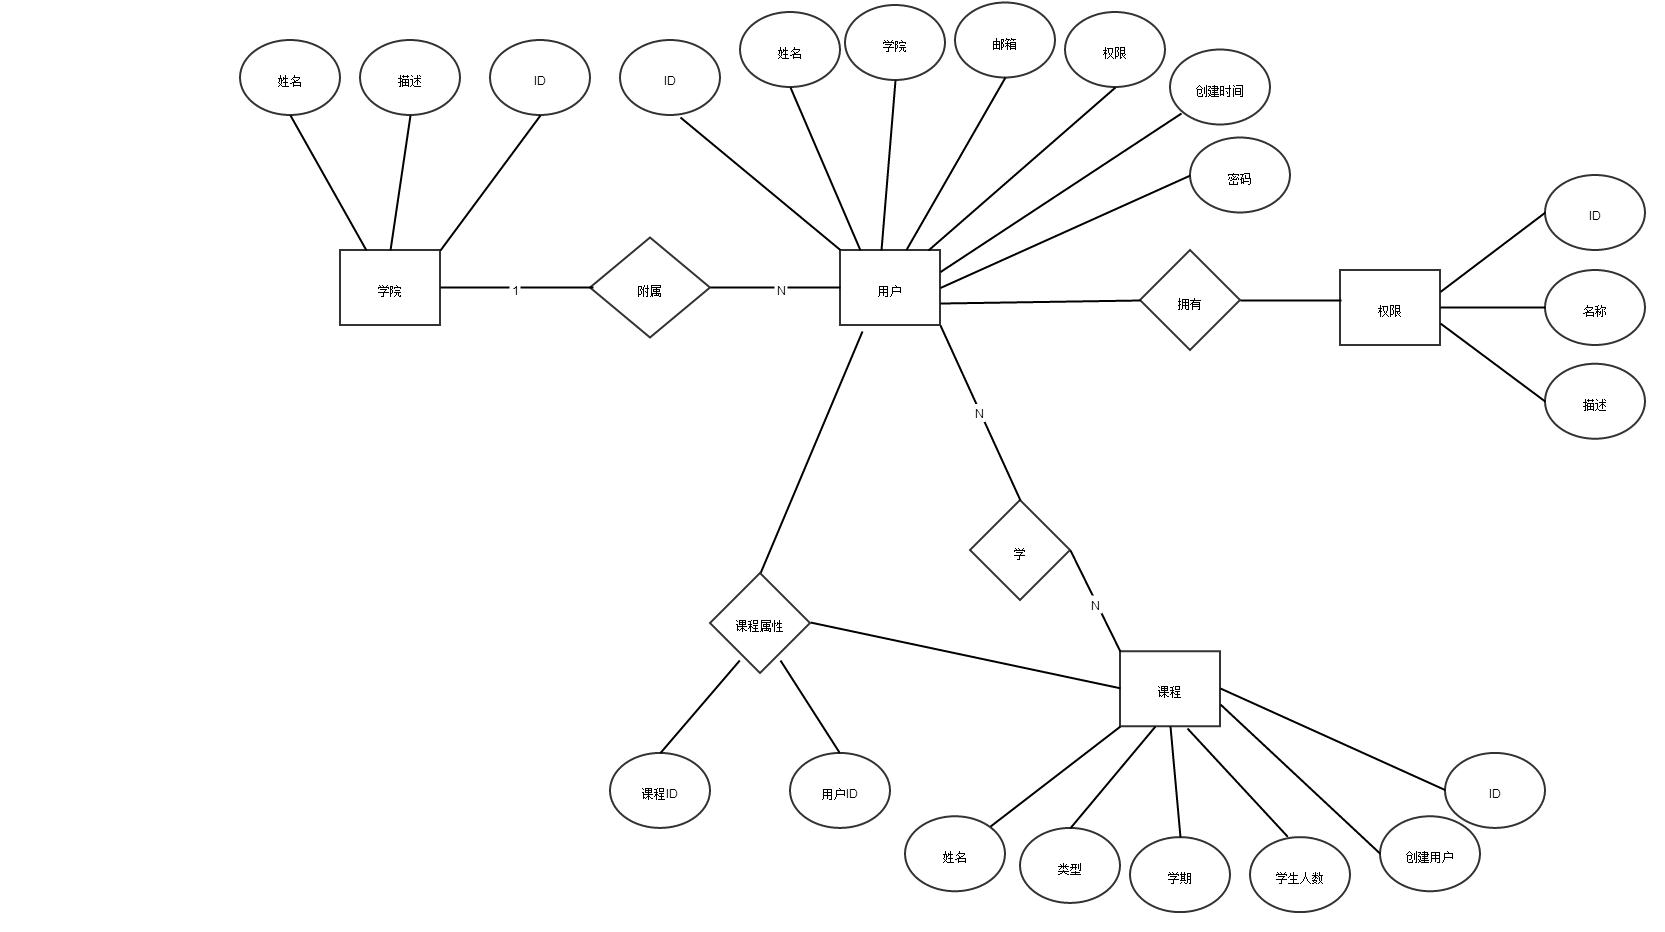 姓名
描述
ID
ID
姓名
学院
邮箱
权限
创建时间
密码
ID
名称
描述
学院
1
附属
N
用户
拥有
权限
N
学
N
课程属性
课程
课程ID
用户ID
姓名
类型
学期
学生人数
创建用户
ID